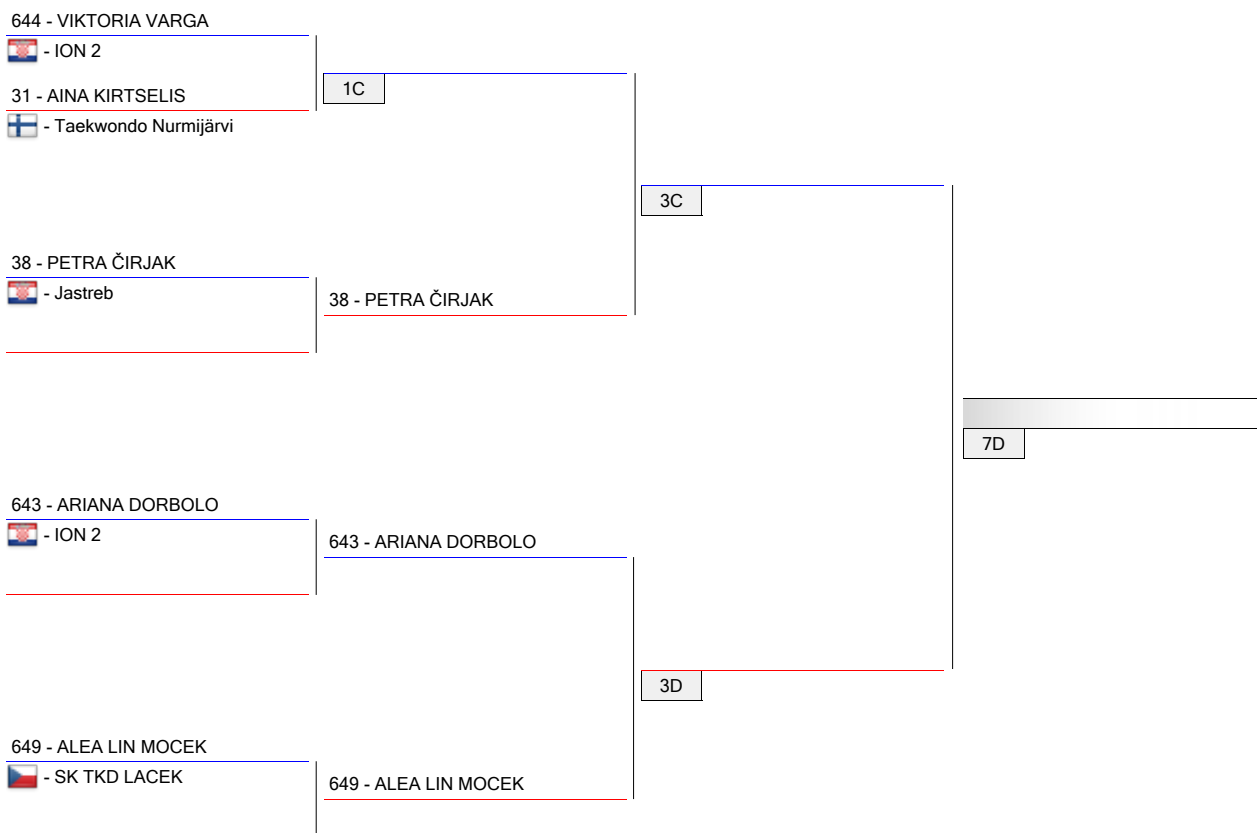 644 - VIKTORIA VARGA
- ION 2
31 - AINA KIRTSELIS
- Taekwondo Nurmijärvi
1C
3C
38 - PETRA ČIRJAK
- Jastreb
38 - PETRA ČIRJAK
7D
643 - ARIANA DORBOLO
- ION 2
643 - ARIANA DORBOLO
3D
649 - ALEA LIN MOCEK
- SK TKD LACEK
649 - ALEA LIN MOCEK